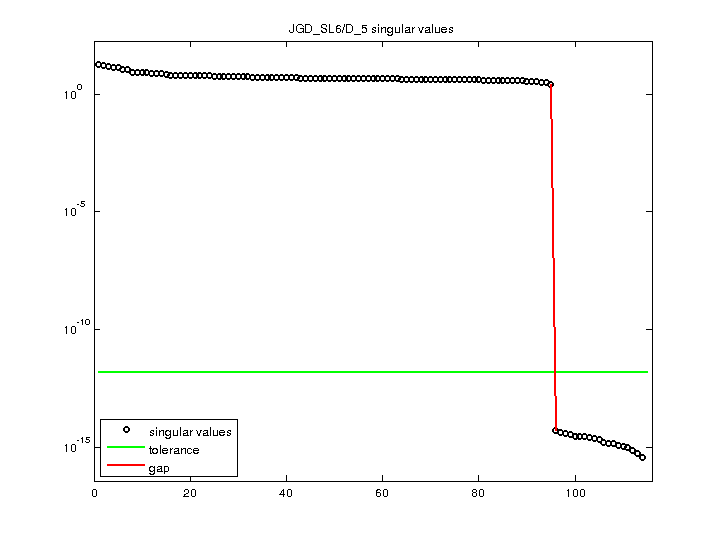 JGD_SL6/D_5 singular values
10^0
10^-5
10^-10
10^-15
singular values
tolerance
gap
0 20 40 60 80 100